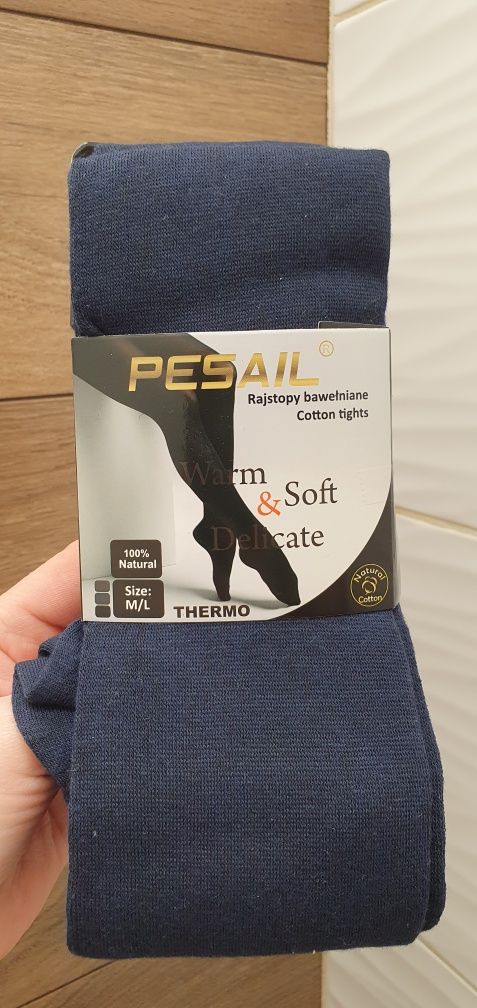 PESAIL®
Rajstopy bawełniane
Cotton tights
Warm
& Soft
Delicate
100%
Natural
Size:
M/L
THERMO
Natural
Cotton